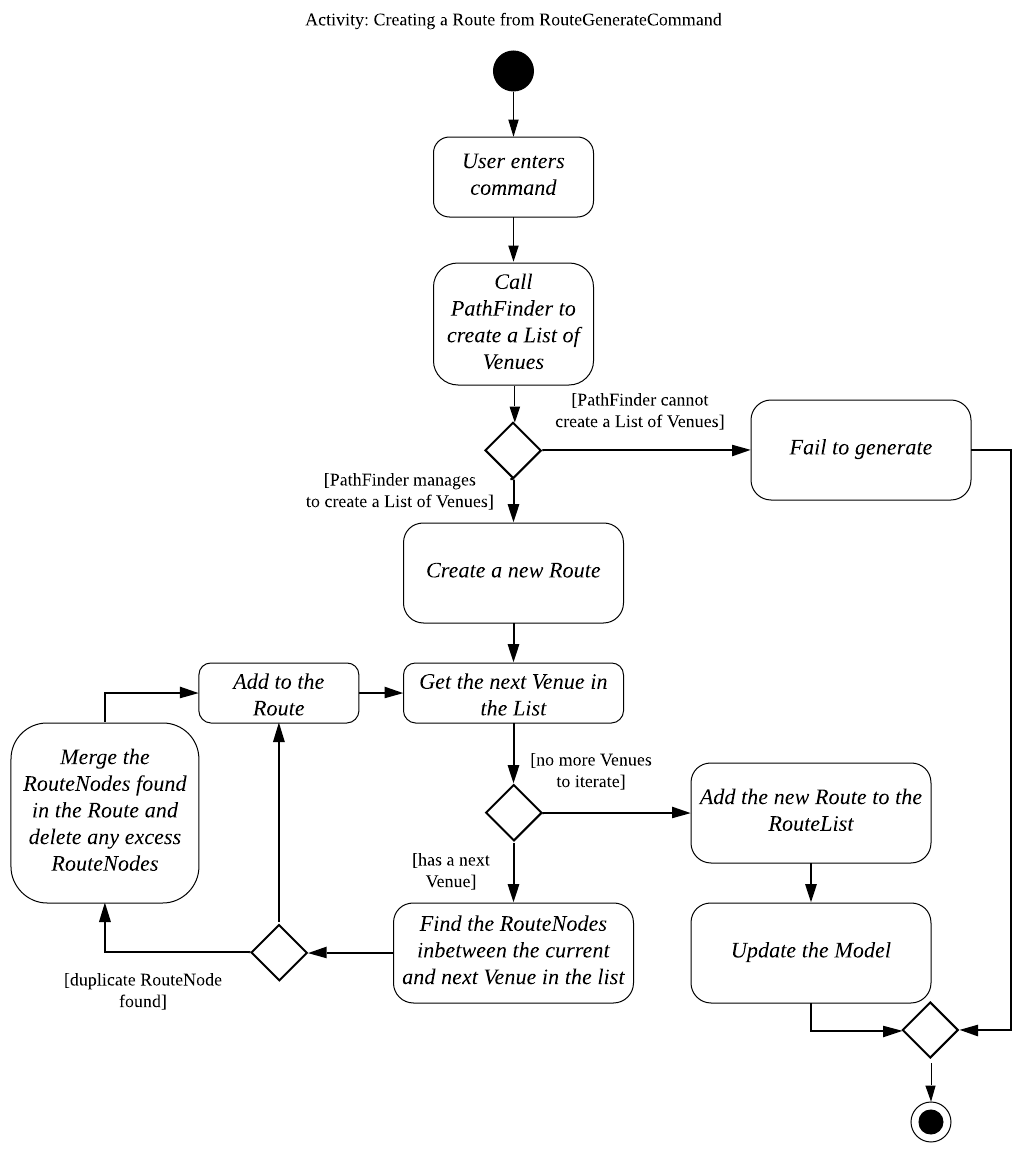 Activity: Creating a Route from RouteGenerateCommand
User enters
command
Call
PathFinder to
create a List of
Venues
[PathFinder cannot
create a List of Venues]
Fail to generate
[PathFinder manages
to create a List of Venues]
Create a new Route
Add to the
Route
Get the next Venue in
the List
Merge the
RouteNodes found
in the Route and
delete any excess
RouteNodes
[no more Venues
to iterate]
Add the new Route to the
RouteList
[has a next
Venue]
Find the RouteNodes
inbetween the current
and next Venue in the list
Update the Model
[duplicate RouteNode
found]